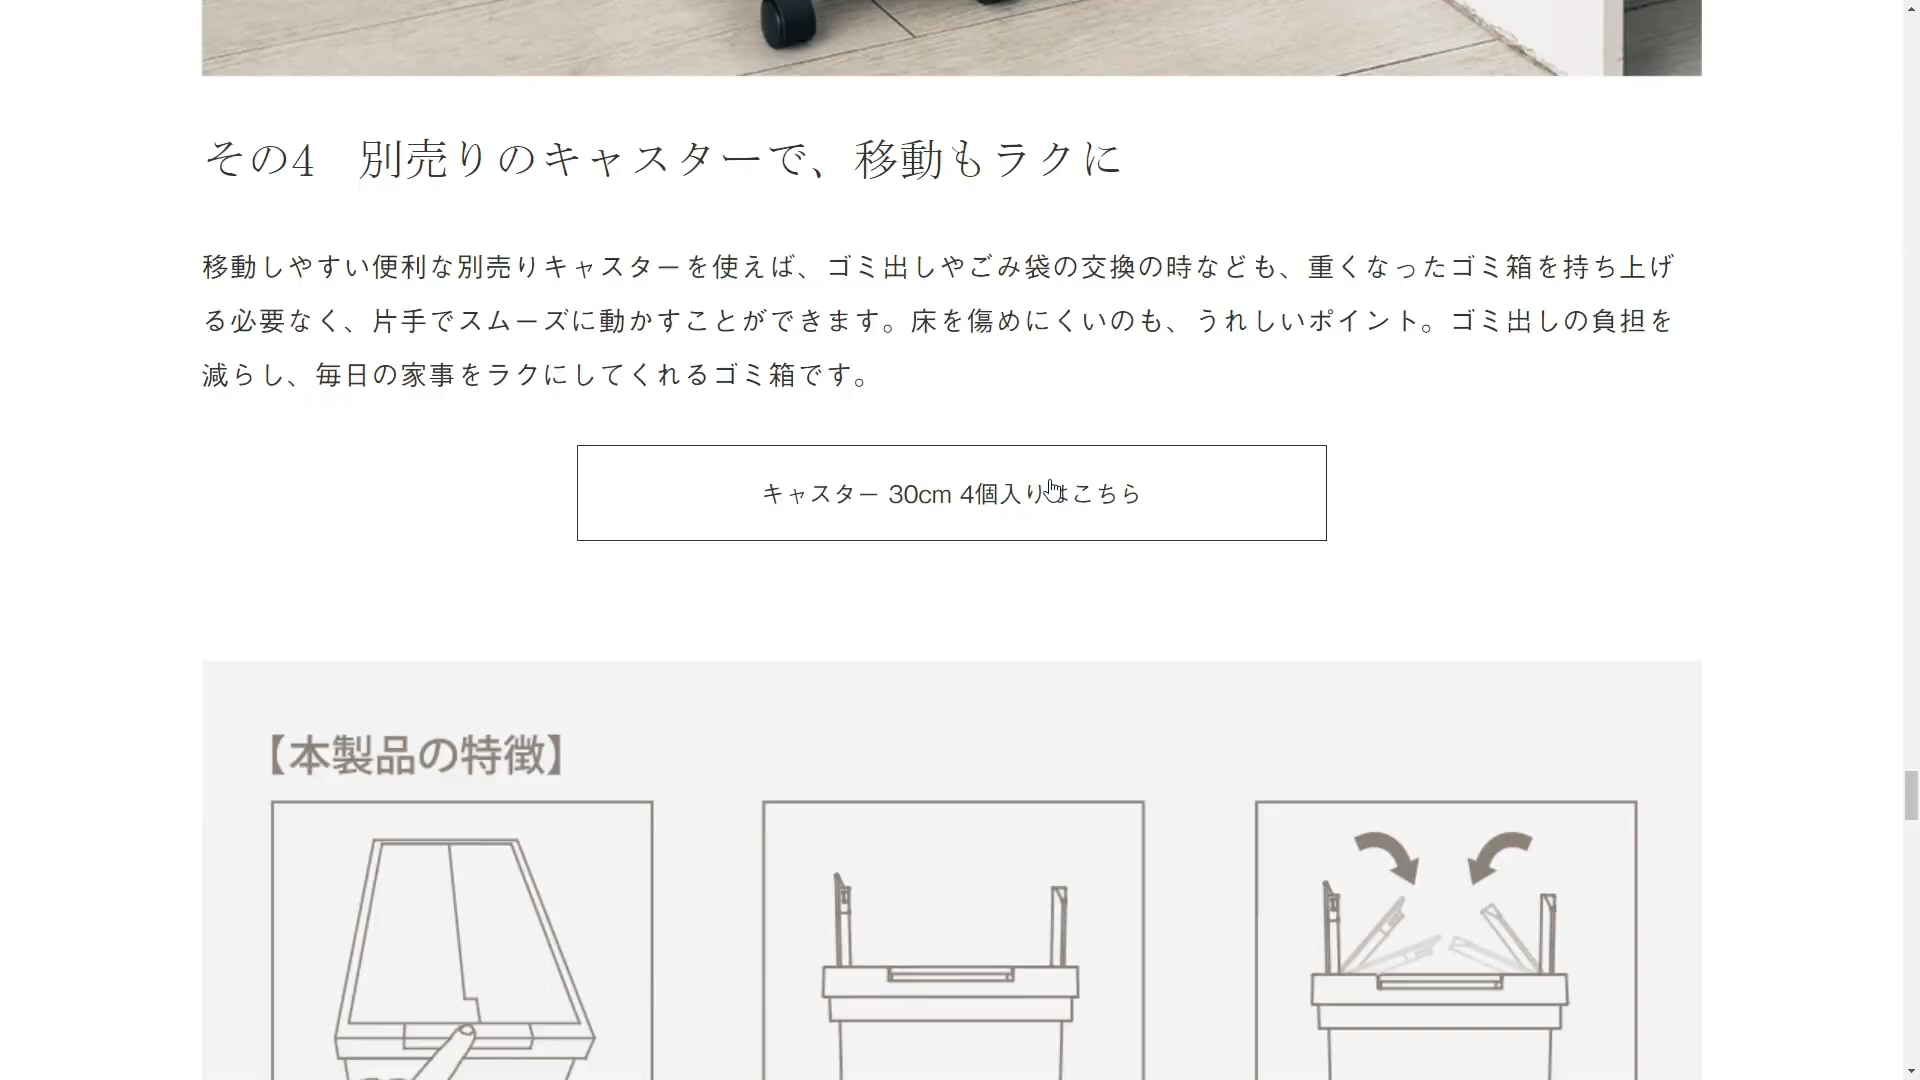 その4　別売りのキャスターで、移動もラクに
移動しやすい便利な別売りキャスターを使えば、ゴミ出しやごみ袋の交換の時なども、重くなったゴミ箱を持ち上げ
る必要なく、片手でスムーズに動かすことができます。床を傷めにくいのも、うれしいポイント。ゴミ出しの負担を
減らし、毎日の家事をラクにしてくれるゴミ箱です。
キャスター 30cm 4個入りはこちら
【本製品の特徴】